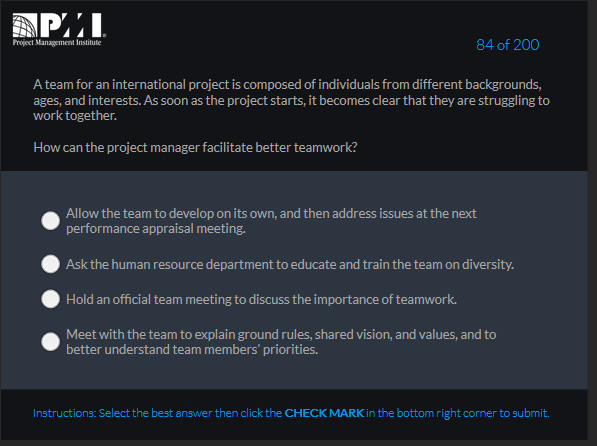 PMI
Project Management Institute
84 of 200
A team for an international project is composed of individuals from different backgrounds,
ages, and interests. As soon as the project starts, it becomes clear that they are struggling to
work together.
How can the project manager facilitate better teamwork?
Allow the team to develop on its own, and then address issues at the next
performance appraisal meeting.
Ask the human resource department to educate and train the team on diversity.
Hold an official team meeting to discuss the importance of teamwork.
Meet with the team to explain ground rules, shared vision, and values, and to
better understand team members' priorities.
Instructions: Select the best answer then click the CHECK MARK in the bottom right corner to submit.